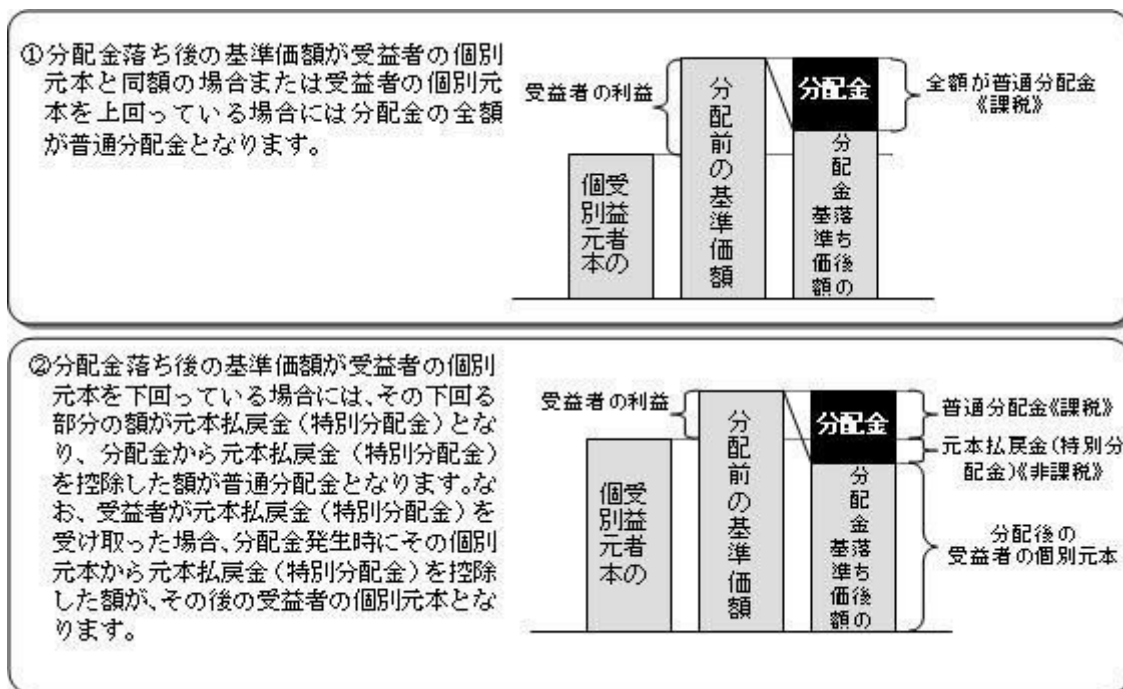 ①分配金落ち後の基準価額が受益者の個別
元本と同額の場合または受益者の個別元
本を上回っている場合には分配金の全額
が普通分配金となります。
受益者の利益
受益者の
個別元本
分配前の基準価額
分配金
分配金落ち後の
基準価額
全額が普通分配金
《課税》
②分配金落ち後の基準価額が受益者の個別
元本を下回っている場合には、その下回る
部分の額が元本払戻金(特別分配金)とな
り、分配金から元本払戻金(特別分配金)
を控除した額が普通分配金となります。な
お、受益者が元本払戻金(特別分配金)を
受け取った場合、分配金発生時にその個別
元本から元本払戻金(特別分配金)を控除
した額が、その後の受益者の個別元本とな
ります。
受益者の利益
受益者の
個別元本
分配前の基準価額
分配金
分配金落ち後の
基準価額
普通分配金《課税》
元本払戻金(特別分
配金)《非課税》
分配後の
受益者の個別元本